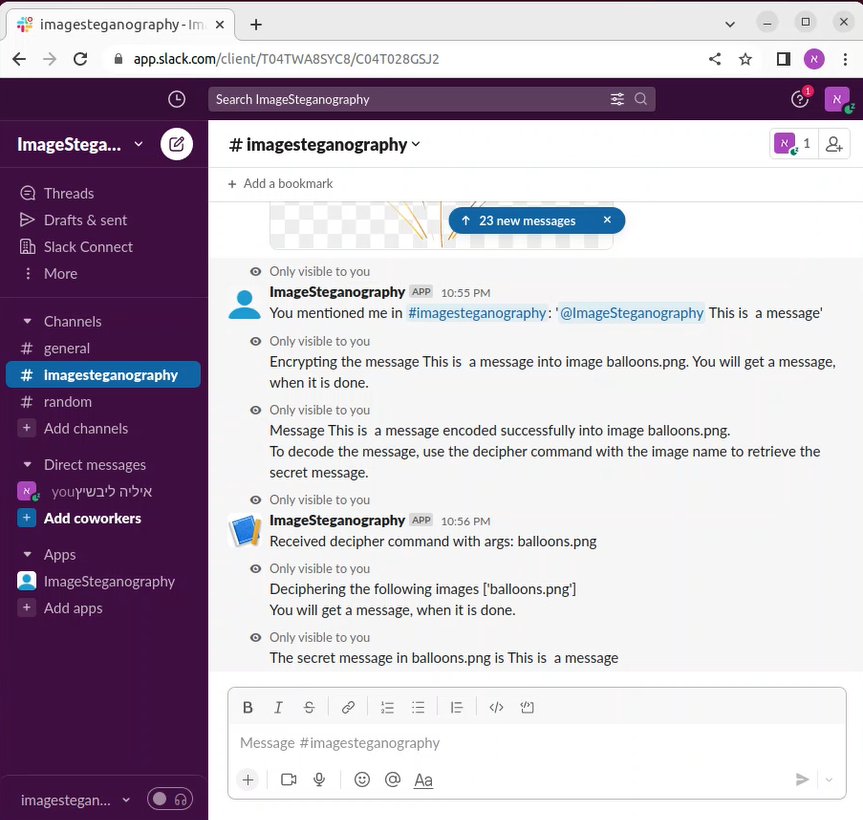 imagesteganography - Im
app.slack.com/client/T04TWA8SYC8/C04T028GSJ2
א
Search ImageSteganography
1
א
ImageStega...
# imagesteganography
א 1
Add a bookmark
Threads
Drafts & sent
Slack Connect
More
Channels
# general
# imagesteganography
# random
Add channels
Direct messages
א איליה ליבשיץ you
Add coworkers
Apps
ImageSteganography
Add apps
imagestegan...
23 new messages
Only visible to you
ImageSteganography APP 10:55 PM
You mentioned me in #imagesteganography: '@ImageSteganography This is  a message'
Only visible to you
Encrypting the message This is  a message into image balloons.png. You will get a message,
when it is done.
Only visible to you
Message This is  a message encoded successfully into image balloons.png.
To decode the message, use the decipher command with the image name to retrieve the
secret message.
Only visible to you
ImageSteganography APP 10:56 PM
Received decipher command with args: balloons.png
Only visible to you
Deciphering the following images ['balloons.png']
You will get a message, when it is done.
Only visible to you
The secret message in balloons.png is This is  a message
B I S
Message #imagesteganography
Aa